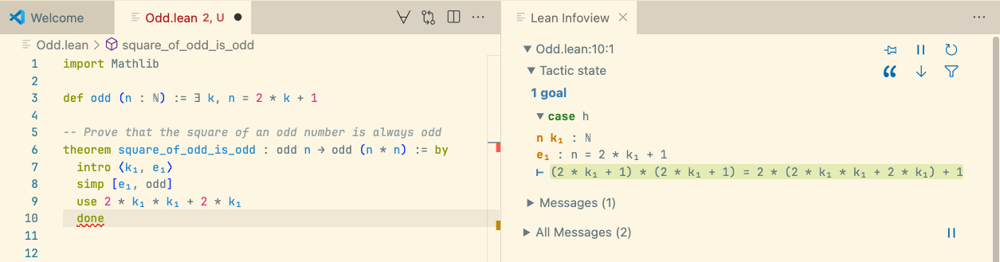 Welcome
Odd.lean 2, U
Odd.lean > square_of_odd_is_odd
1 import Mathlib
2
3 def odd (n : ℕ) := ∃ k, n = 2 * k + 1
4
5 -- Prove that the square of an odd number is always odd
6 theorem square_of_odd_is_odd : odd n → odd (n * n) := by
7 intro ⟨k₁, e₁⟩
8 simp [e₁, odd]
9 use 2 * k₁ * k₁ + 2 * k₁
10 done
11
12
Lean Infoview
Odd.lean:10:1
Tactic state
1 goal
case h
n k₁ : ℕ
e₁ : n = 2 * k₁ + 1
⊢ (2 * k₁ + 1) * (2 * k₁ + 1) = 2 * (2 * k₁ * k₁ + 2 * k₁) + 1
Messages (1)
All Messages (2)